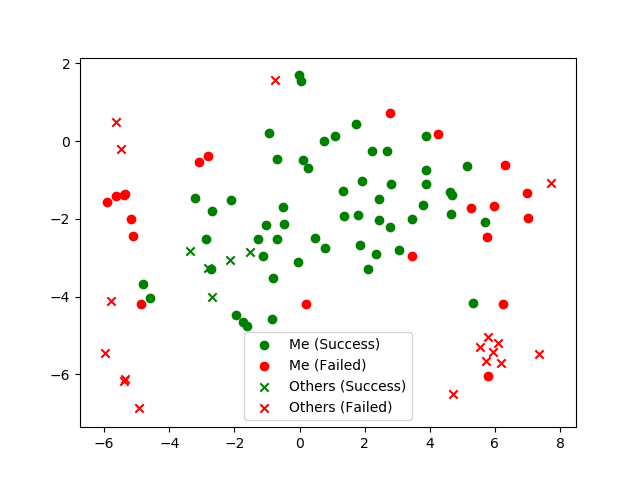 2
0
−2
−4
−6
Me (Success)
Me (Failed)
Others (Success)
Others (Failed)
−6 −4 −2 0 2 4 6 8